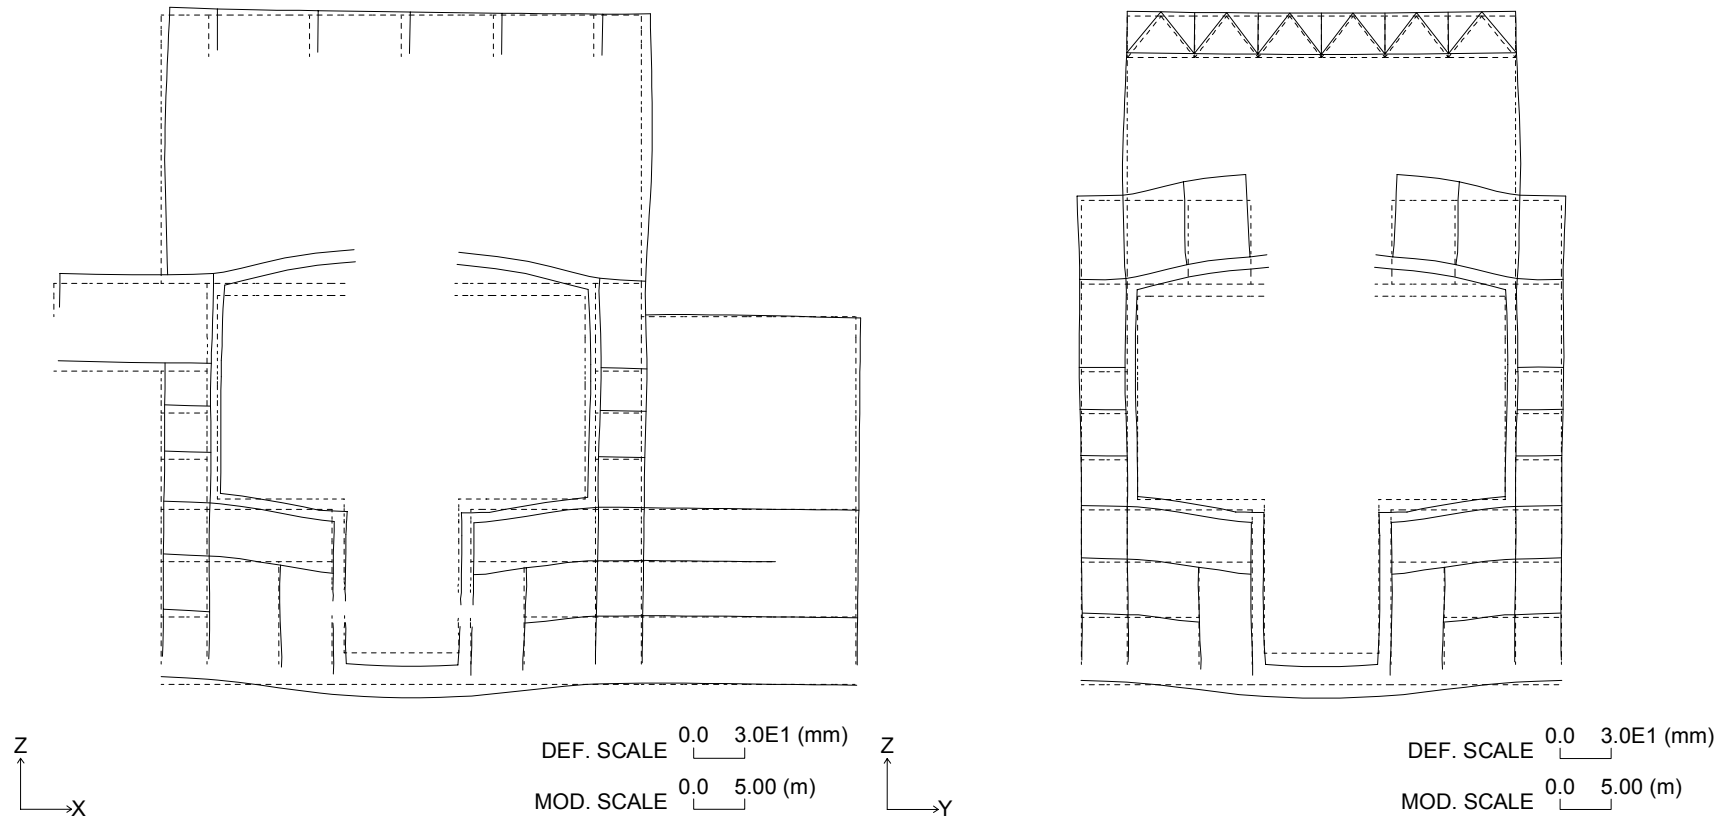 Z
X
DEF. SCALE 0.0 3.0E1 (mm)
MOD. SCALE 0.0 5.00 (m)
Z
Y
DEF. SCALE 0.0 3.0E1 (mm)
MOD. SCALE 0.0 5.00 (m)